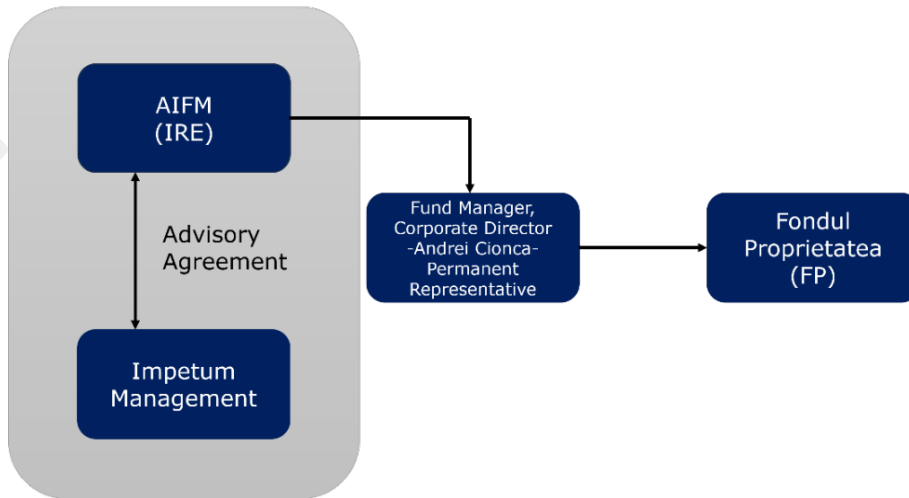 AIFM
(IRE)
Advisory
Agreement
Impetum
Management
Fund Manager,
Corporate Director
-Andrei Cionca-
Permanent
Representative
Fondul
Proprietatea
(FP)